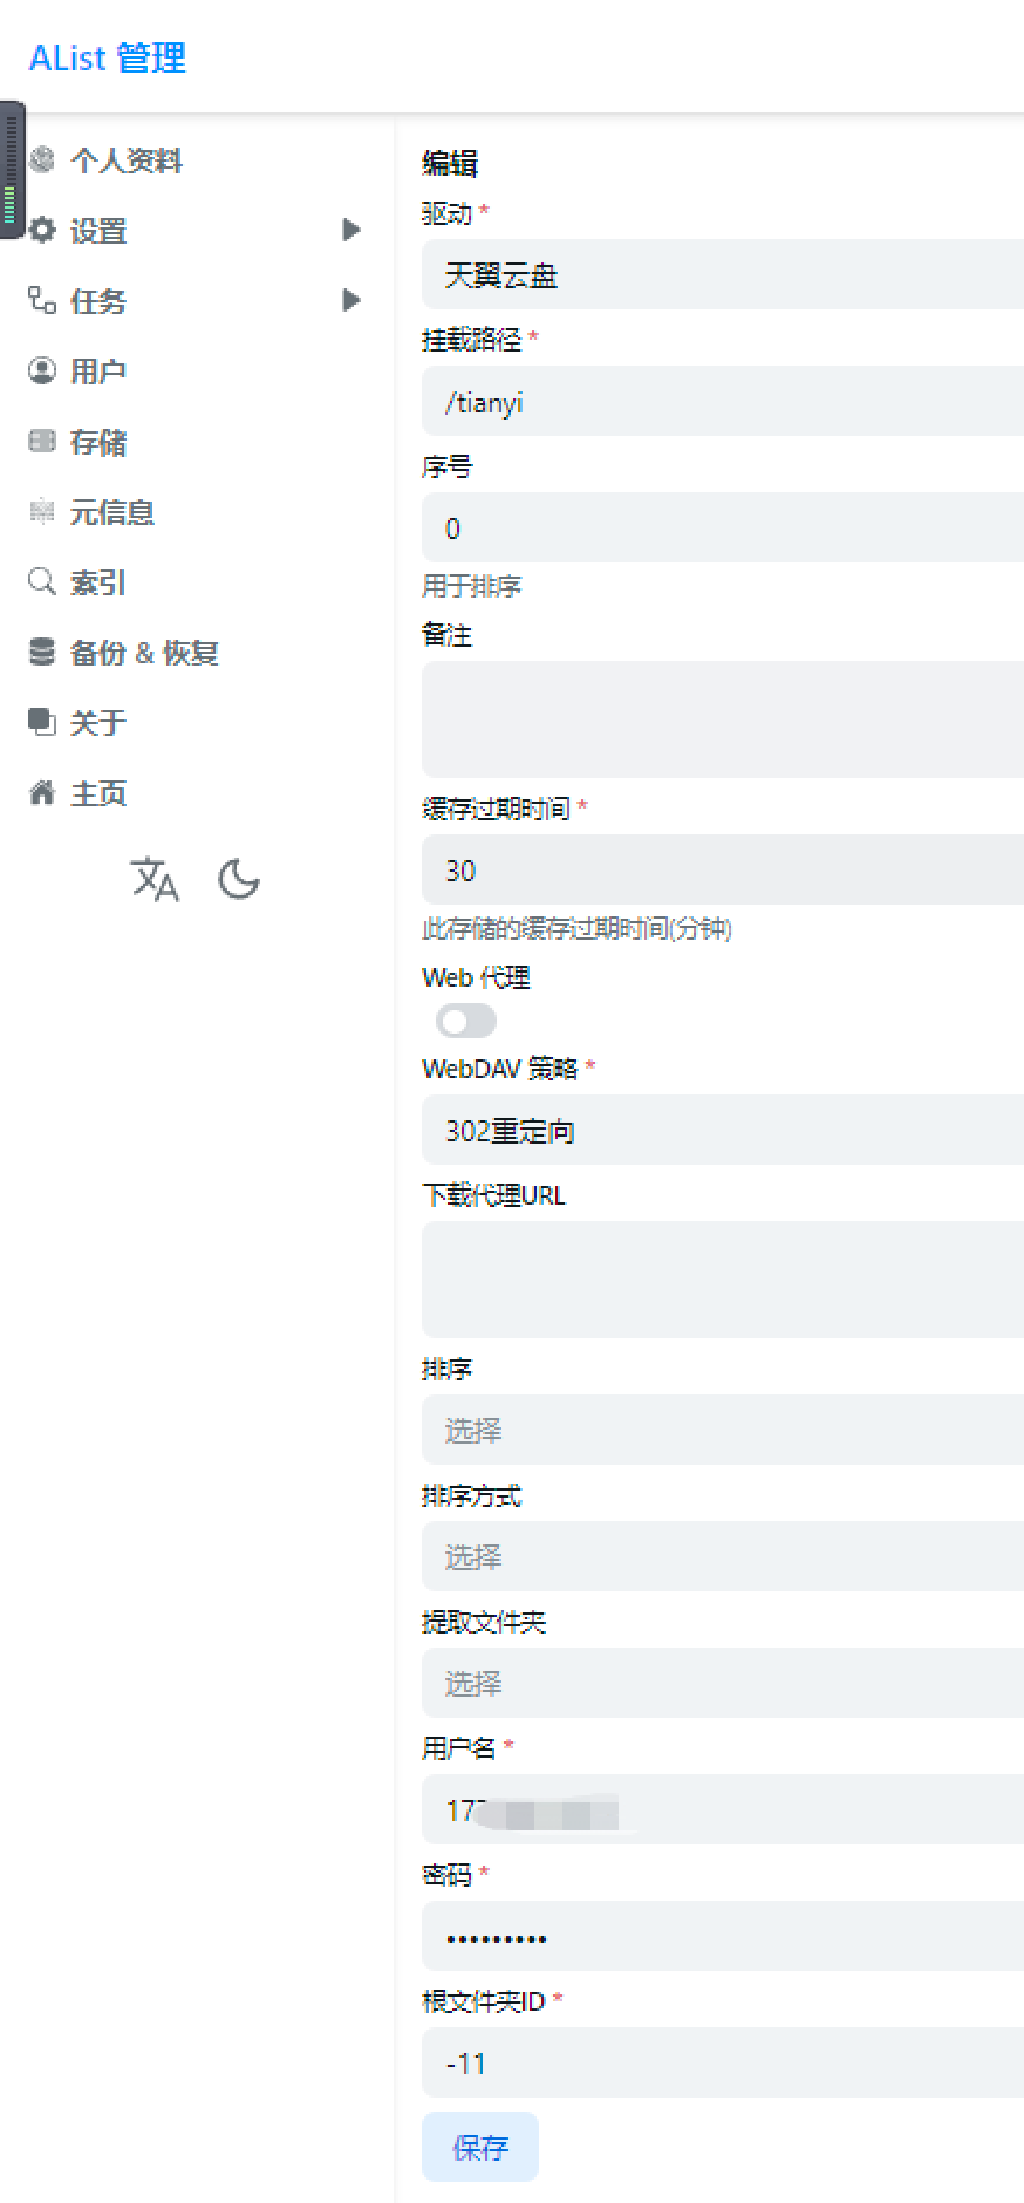 AList 管理
个人资料
设置
任务
用户
存储
元信息
索引
备份 & 恢复
关于
主页
编辑
驱动 *
天翼云盘
挂载路径 *
/tianyi
序号
0
用于排序
备注
缓存过期时间 *
30
此存储的缓存过期时间(分钟)
Web 代理
WebDAV 策略 *
302重定向
下载代理URL
排序
选择
排序方式
选择
提取文件夹
选择
用户名 *
17
密码 *
•••••••••
根文件夹ID *
-11
保存